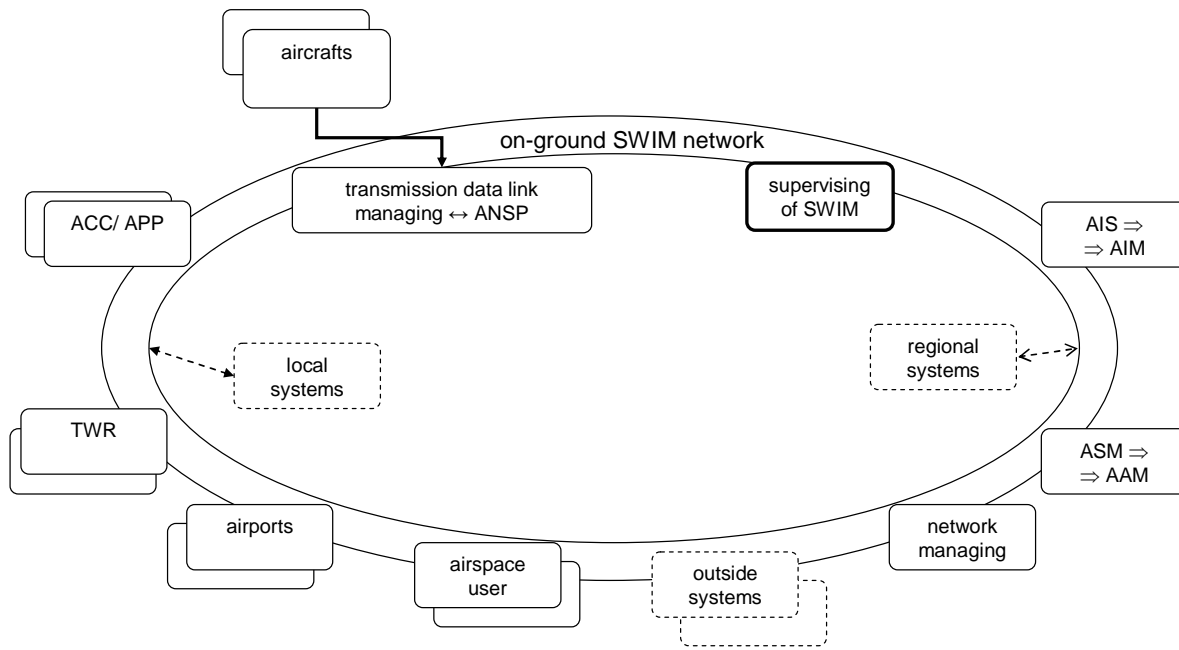 aircrafts
on-ground SWIM network
transmission data link
managing ↔ ANSP
supervising
of SWIM
ACC/ APP
AIS ⇒
⇒ AIM
local
systems
regional
systems
TWR
ASM ⇒
⇒ AAM
airports
network
managing
airspace
user
outside
systems